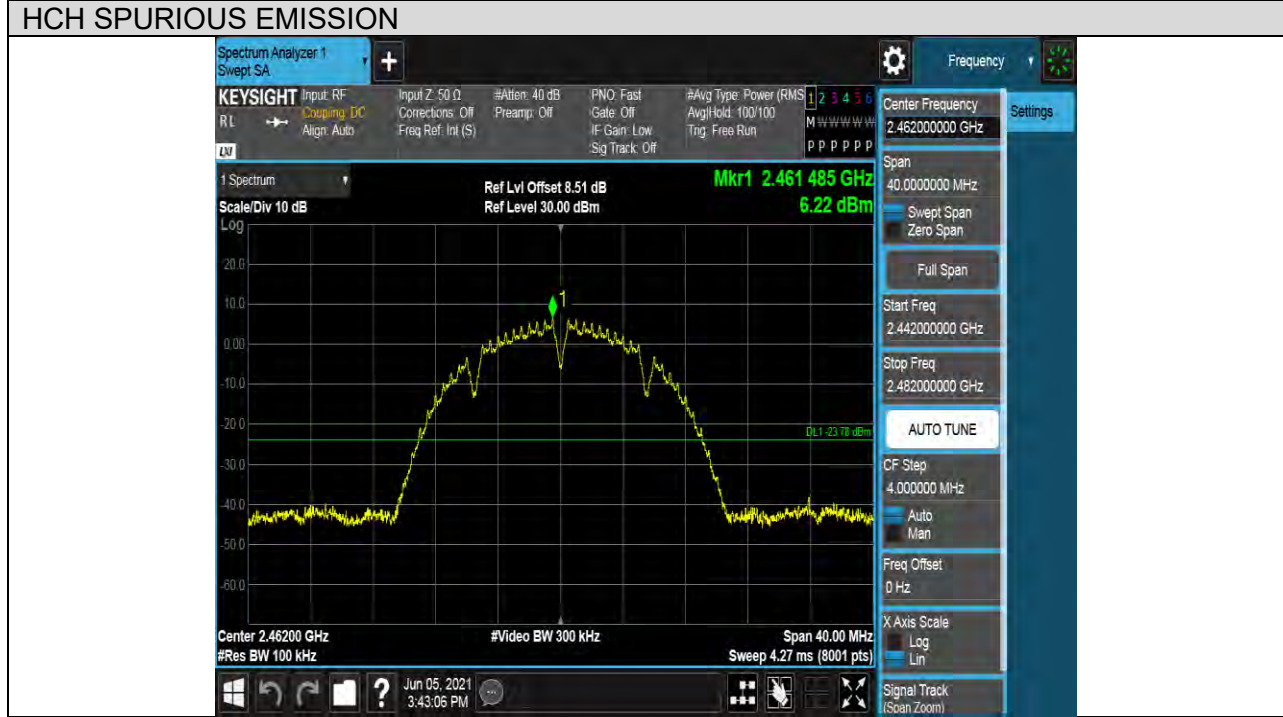 HCH SPURIOUS EMISSION
Spectrum Analyzer 1
Swept SA
+
Frequency
KEYSIGHT
RL
LXI
Input: RF
Coupling: DC
Align: Auto
Input Z: 50 Ω
Corrections: Off
Freq Ref: Int (S)
#Atten: 40 dB
Preamp: Off
PNO: Fast
Gate: Off
IF Gain: Low
Sig Track: Off
#Avg Type: Power (RMS
Avg|Hold: 100/100
Trig: Free Run
1 2 3 4 5 6
M W W W W W
P P P P P P
1 Spectrum
Scale/Div 10 dB
Log
Ref Lvl Offset 8.51 dB
Ref Level 30.00 dBm
Mkr1 2.461 485 GHz
6.22 dBm
20.0
10.0
0.00
-10.0
-20.0
-30.0
-40.0
-50.0
-60.0
1
DL1 -23.78 dBm
Center 2.46200 GHz
#Res BW 100 kHz
#Video BW 300 kHz
Span 40.00 MHz
Sweep 4.27 ms (8001 pts)
?
Jun 05, 2021
3:43:06 PM
Center Frequency
2.462000000 GHz
Settings
Span
40.0000000 MHz
Swept Span
Zero Span
Full Span
Start Freq
2.442000000 GHz
Stop Freq
2.482000000 GHz
AUTO TUNE
CF Step
4.000000 MHz
Auto
Man
Freq Offset
0 Hz
X Axis Scale
Log
Lin
Signal Track
(Span Zoom)